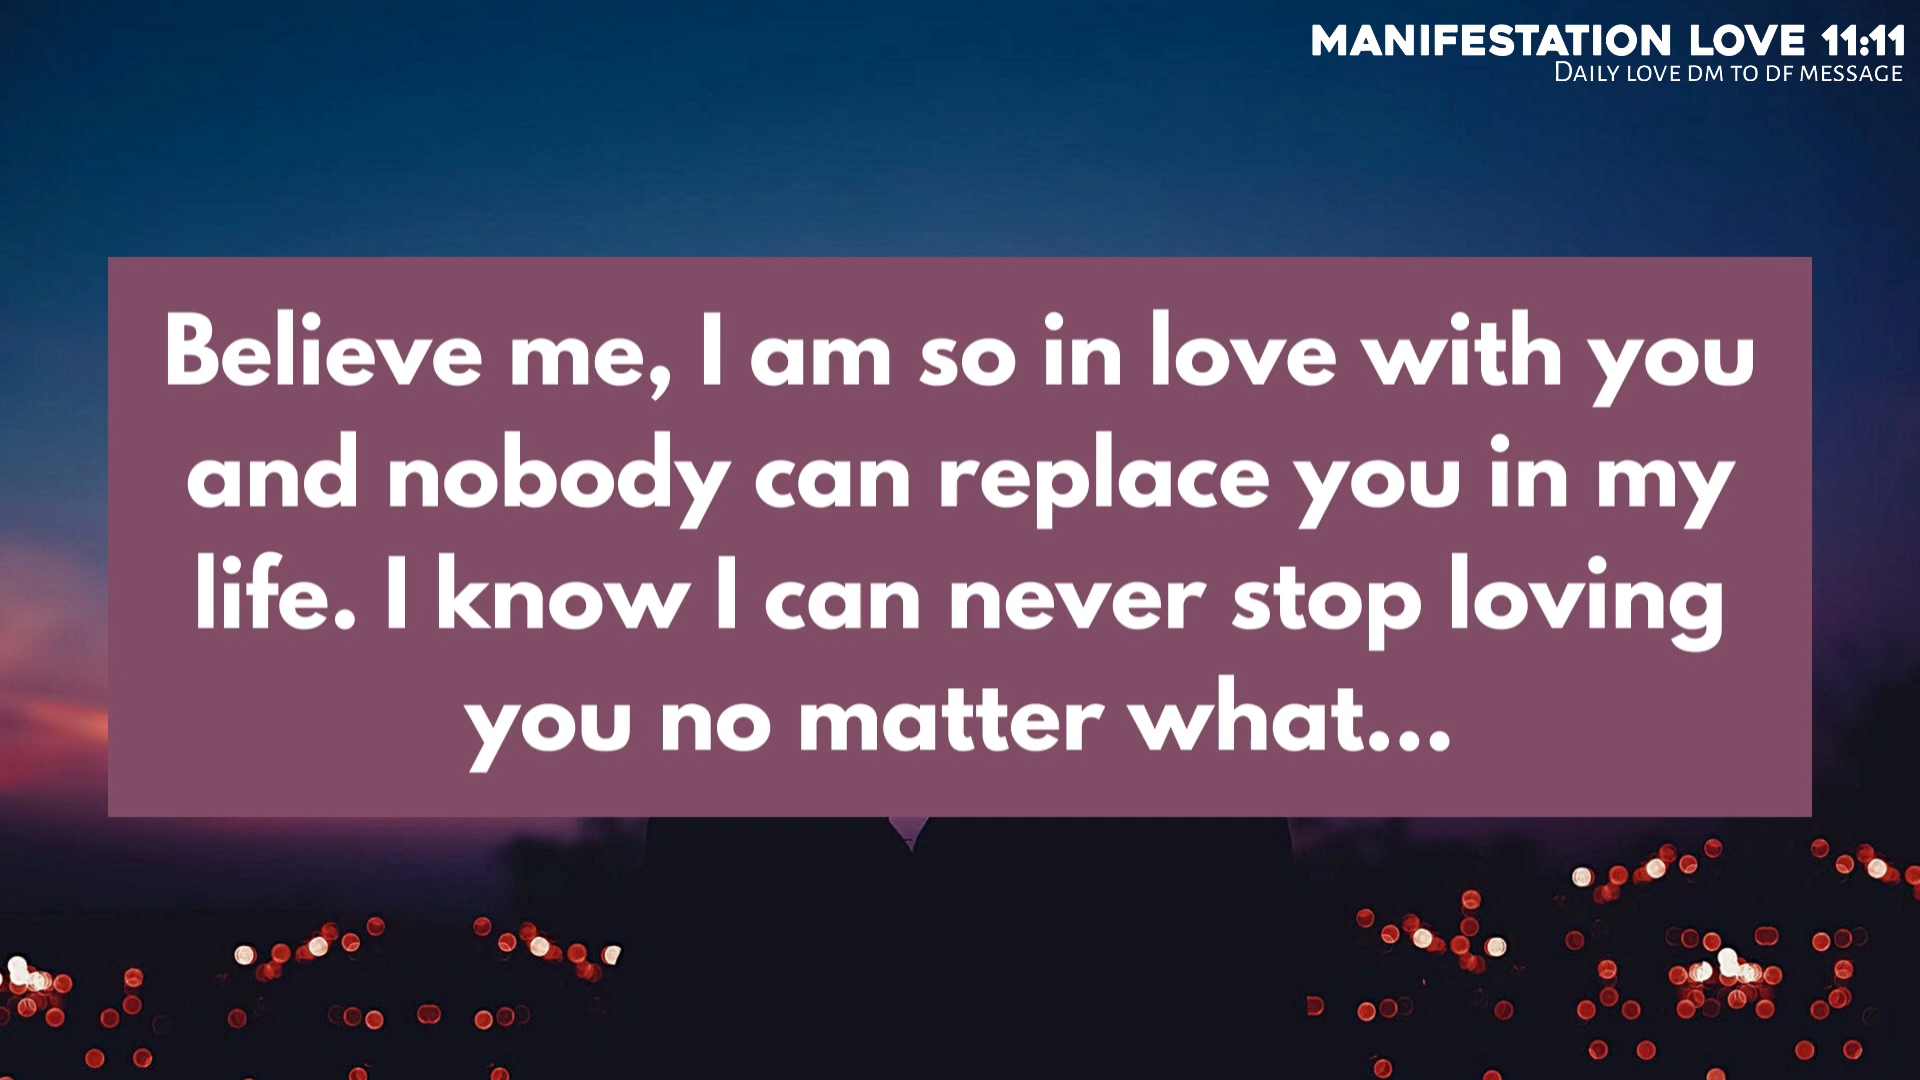 MANIFESTATION LOVE 11:11
DAILY LOVE DM TO DF MESSAGE
Believe me, I am so in love with you
and nobody can replace you in my
life. I know I can never stop loving
you no matter what...